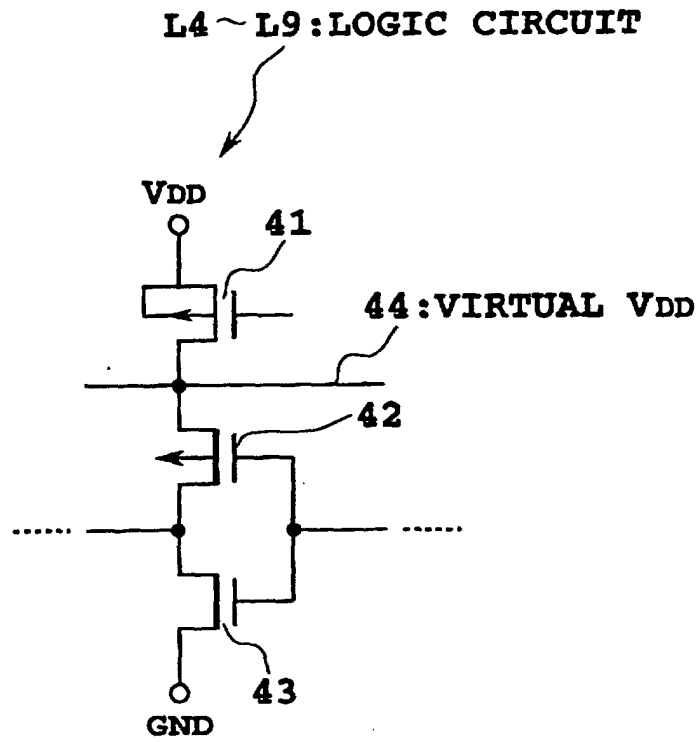 L4~L9:LOGIC CIRCUIT
VDD
41
44:VIRTUAL VDD
42
43
GND